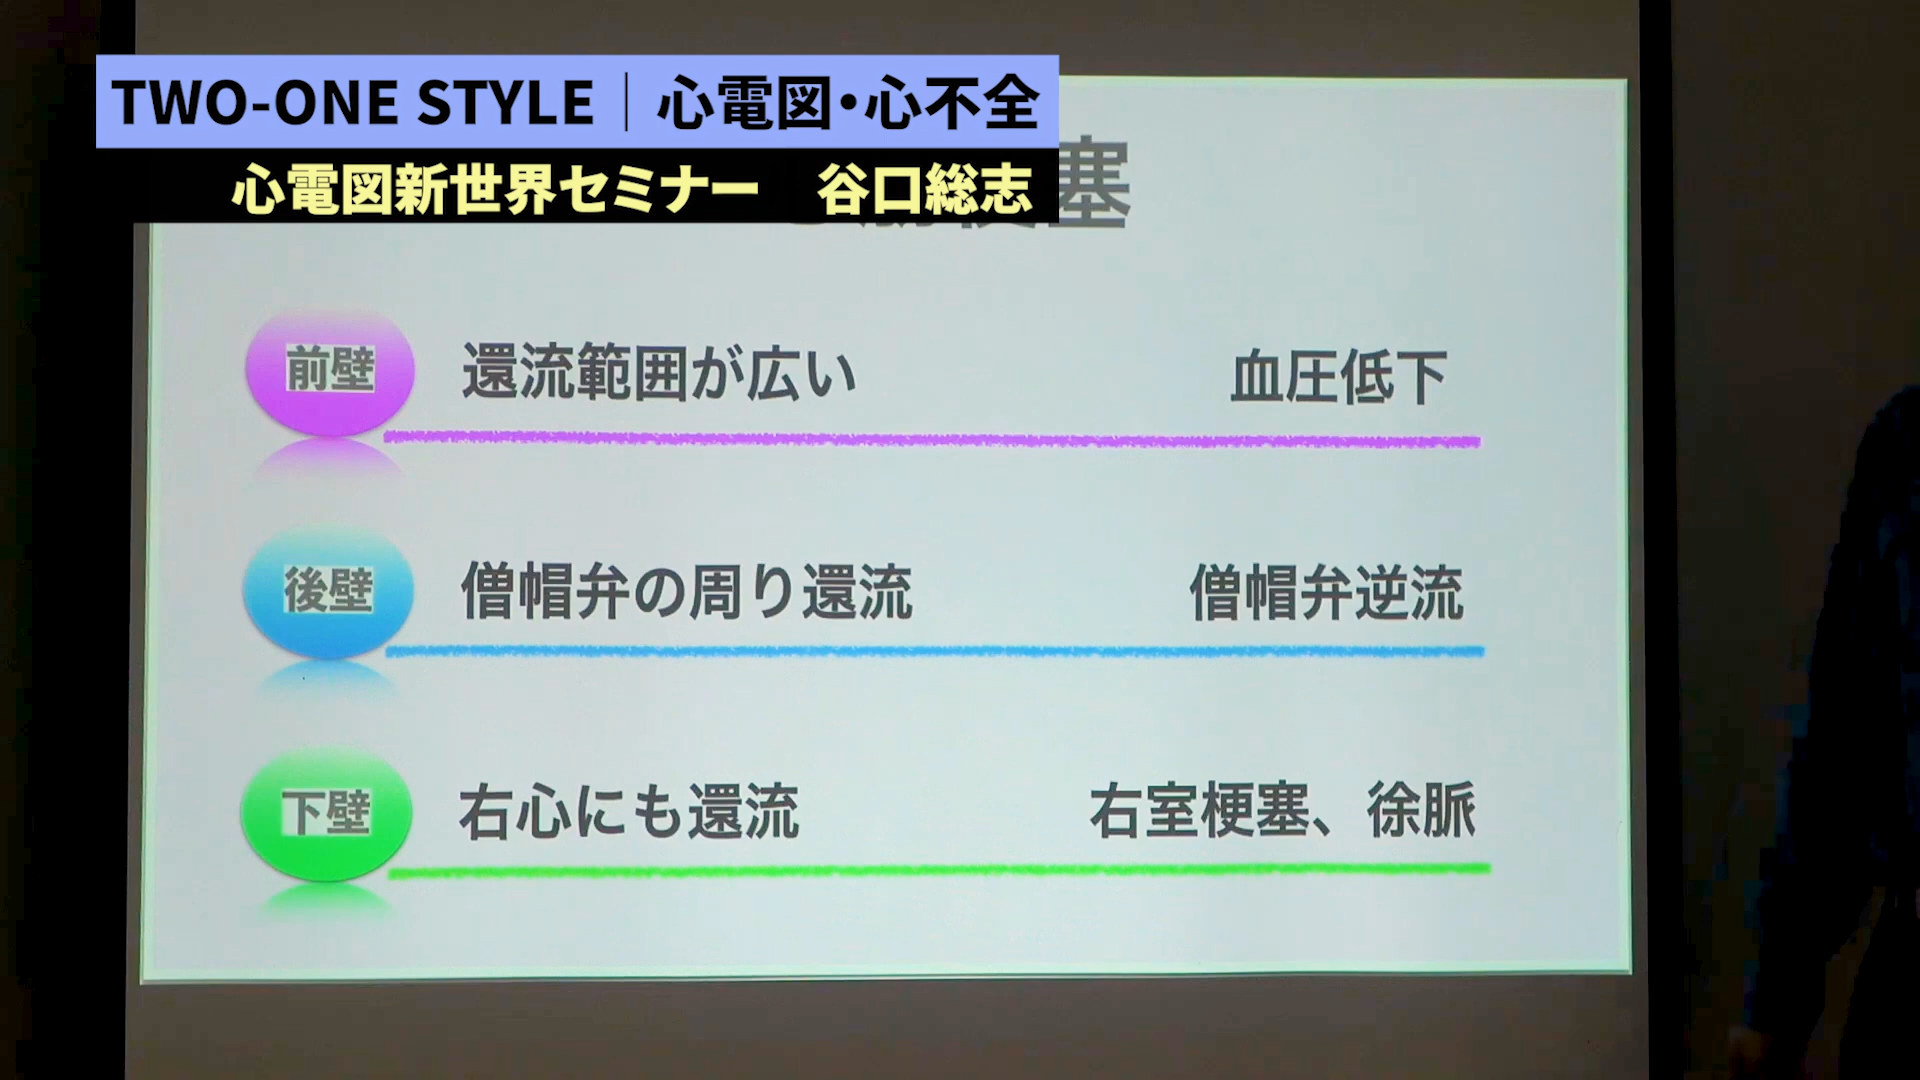 TWO-ONE STYLE｜心電図・心不全
心電図新世界セミナー　谷口総志
塞
前壁 還流範囲が広い 血圧低下
後壁 僧帽弁の周り還流 僧帽弁逆流
下壁 右心にも還流 右室梗塞、徐脈